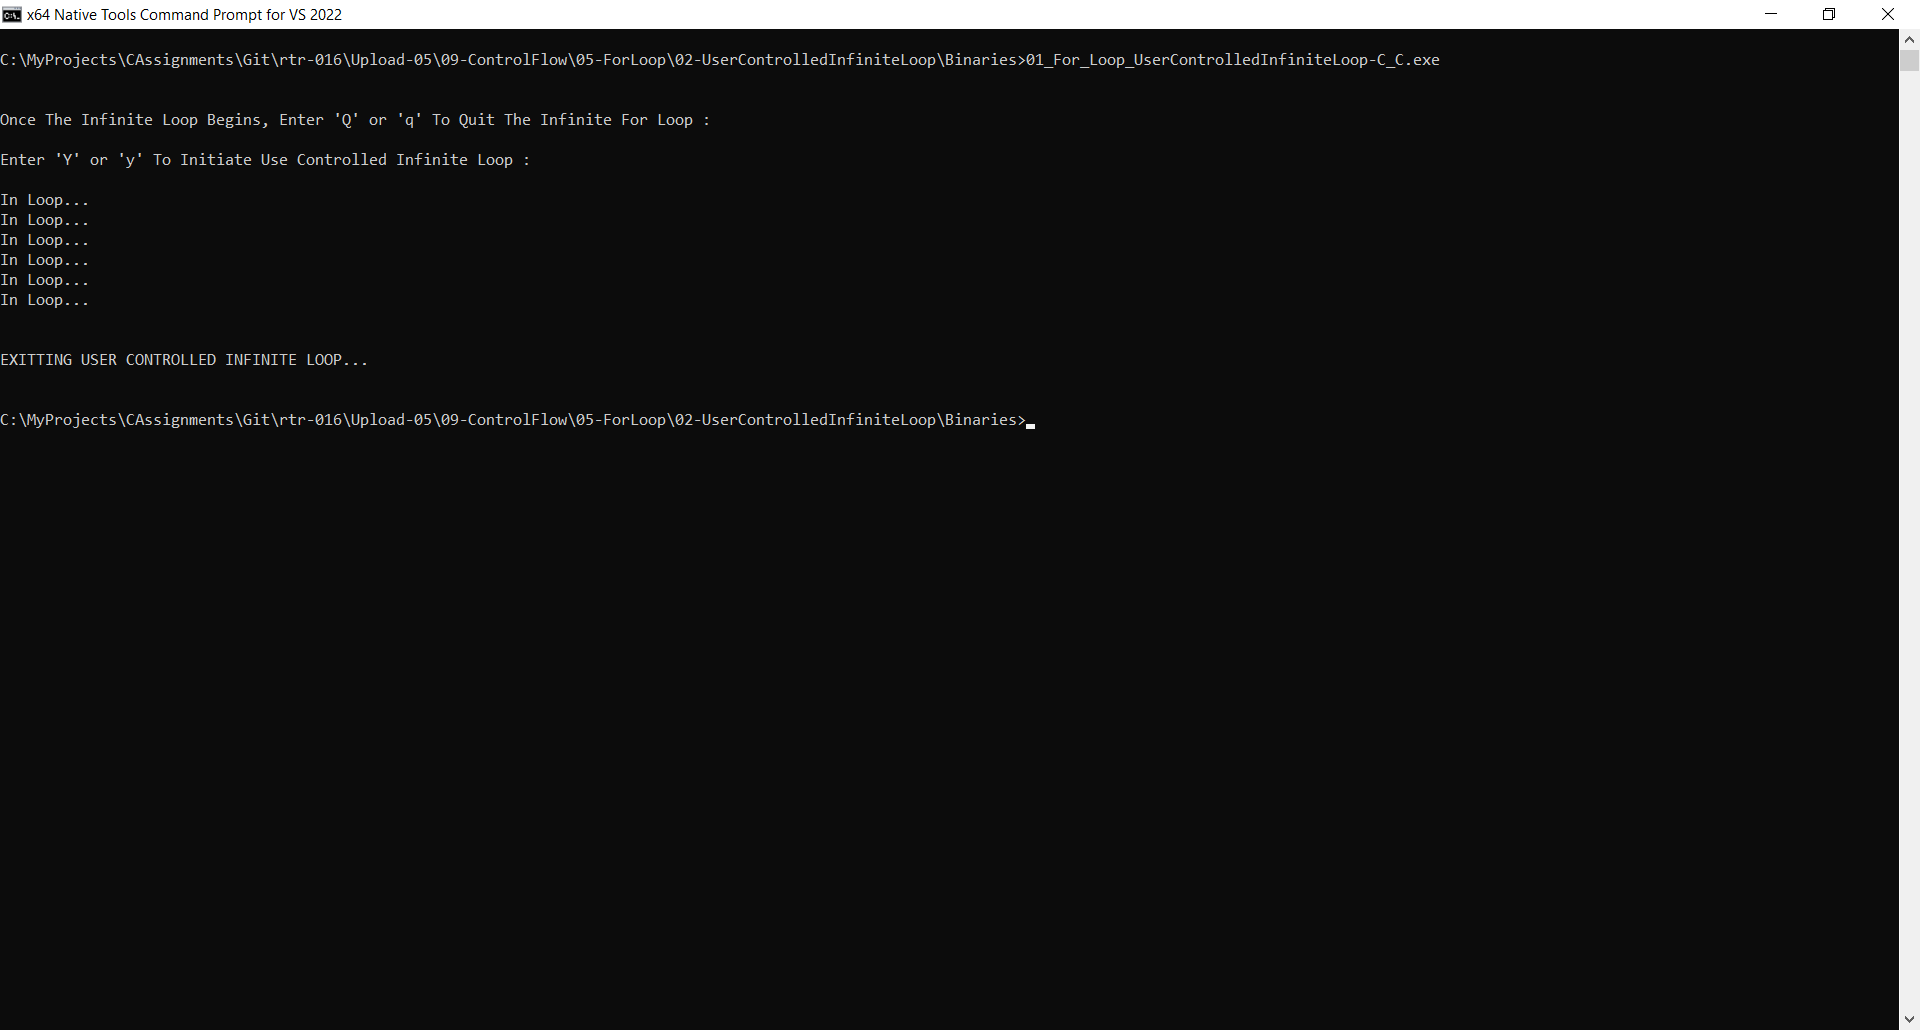 x64 Native Tools Command Prompt for VS 2022
C:\MyProjects\CAssignments\Git\rtr-016\Upload-05\09-ControlFlow\05-ForLoop\02-UserControlledInfiniteLoop\Binaries>01_For_Loop_UserControlledInfiniteLoop-C_C.exe
Once The Infinite Loop Begins, Enter 'Q' or 'q' To Quit The Infinite For Loop :
Enter 'Y' or 'y' To Initiate Use Controlled Infinite Loop :
In Loop...
In Loop...
In Loop...
In Loop...
In Loop...
In Loop...
EXITTING USER CONTROLLED INFINITE LOOP...
C:\MyProjects\CAssignments\Git\rtr-016\Upload-05\09-ControlFlow\05-ForLoop\02-UserControlledInfiniteLoop\Binaries>